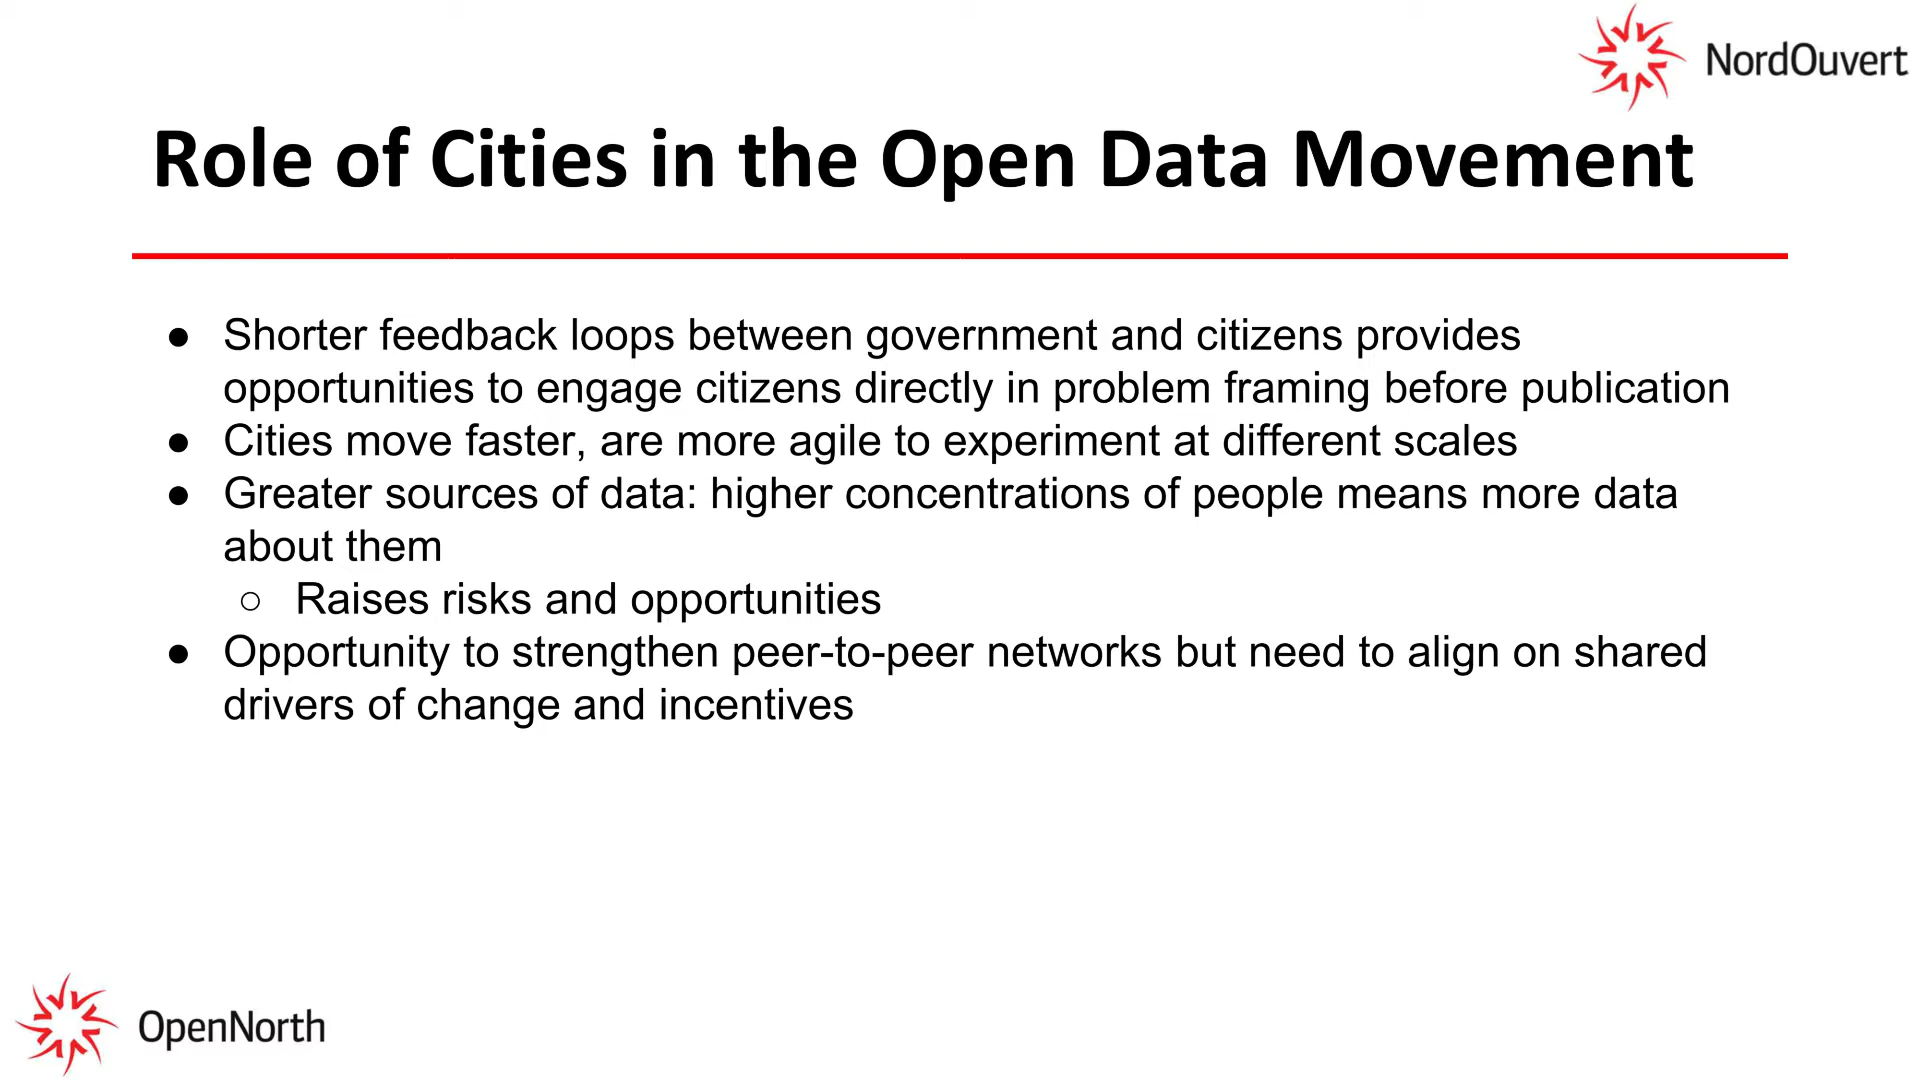 NordOuvert
Role of Cities in the Open Data Movement
● Shorter feedback loops between government and citizens provides
opportunities to engage citizens directly in problem framing before publication
● Cities move faster, are more agile to experiment at different scales
● Greater sources of data: higher concentrations of people means more data
about them
○ Raises risks and opportunities
● Opportunity to strengthen peer-to-peer networks but need to align on shared
drivers of change and incentives
OpenNorth